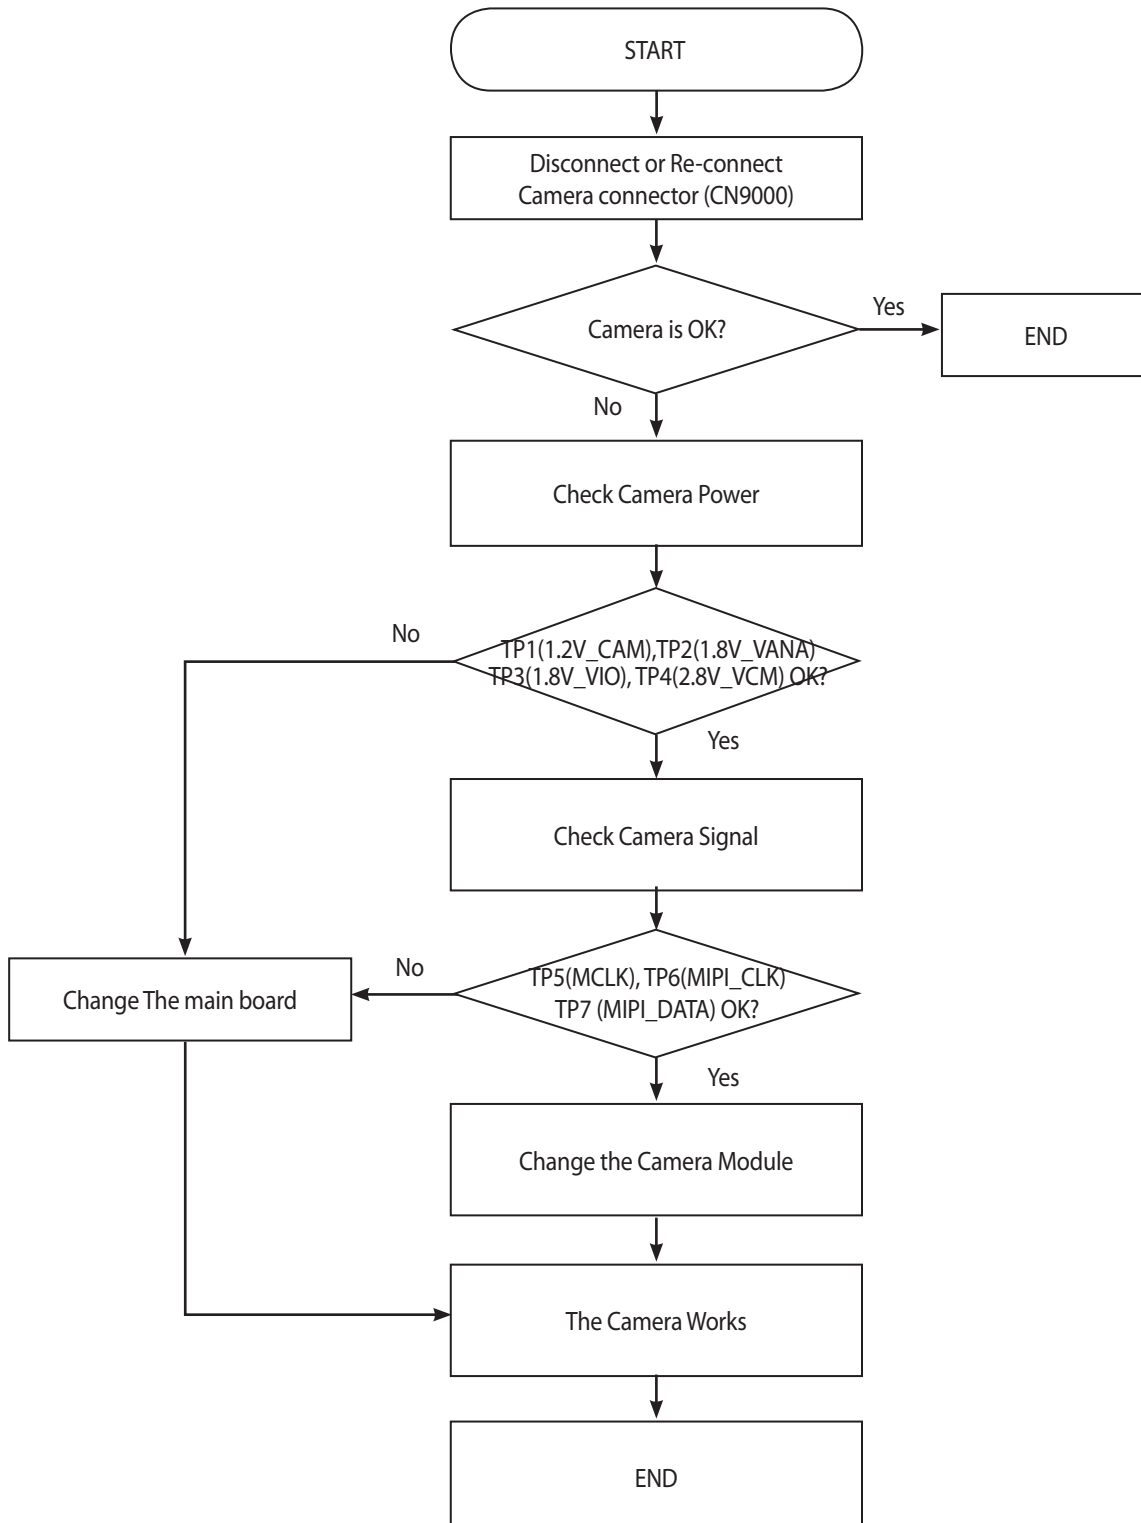 START
Disconnect or Re-connect
Camera connector (CN9000)
Camera is OK?
Yes
END
No
Check Camera Power
No
TP1(1.2V_CAM),TP2(1.8V_VANA)
TP3(1.8V_VIO), TP4(2.8V_VCM) OK?
Yes
Check Camera Signal
No
TP5(MCLK), TP6(MIPI_CLK)
TP7 (MIPI_DATA) OK?
Change The main board
Yes
Change the Camera Module
The Camera Works
END